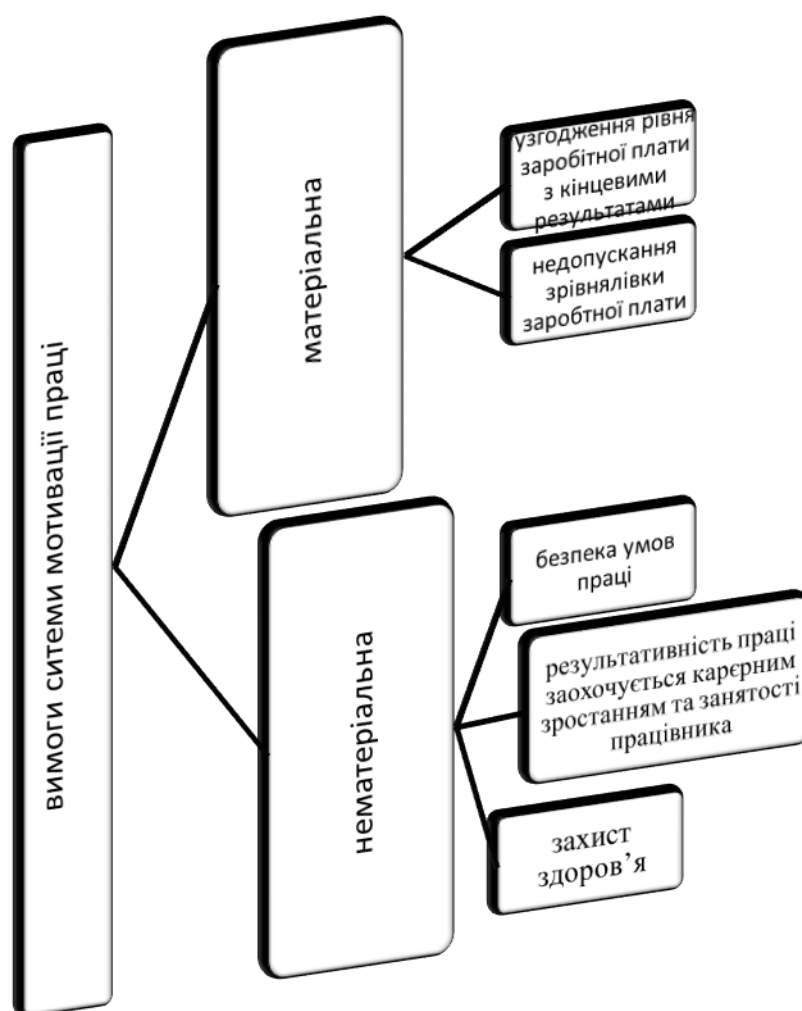 вимоги ситеми мотивації праці
матеріальна
узгодження рівня
заробітної плати
з кінцевими
результатами
недопускання
зрівнялівки
заробтної плати
нематеріальна
безпека умов
праці
результативність праці
заохочується карєрним
зростанням та занятості
працівника
захист
здоров’я